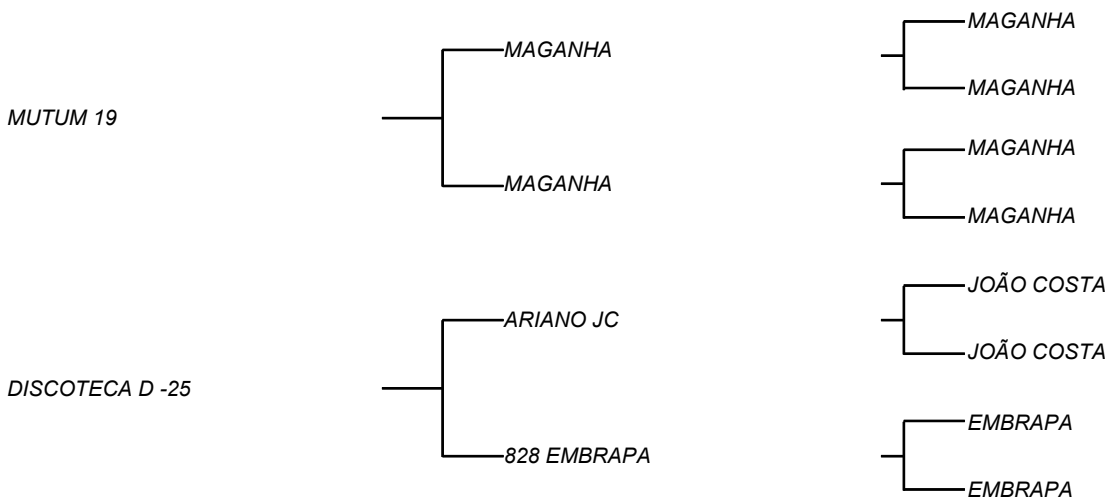 MAGANHA
MAGANHA
MAGANHA
MUTUM 19
MAGANHA
MAGANHA
MAGANHA
JOÃO COSTA
ARIANO JC
JOÃO COSTA
DISCOTECA D -25
EMBRAPA
828 EMBRAPA
EMBRAPA